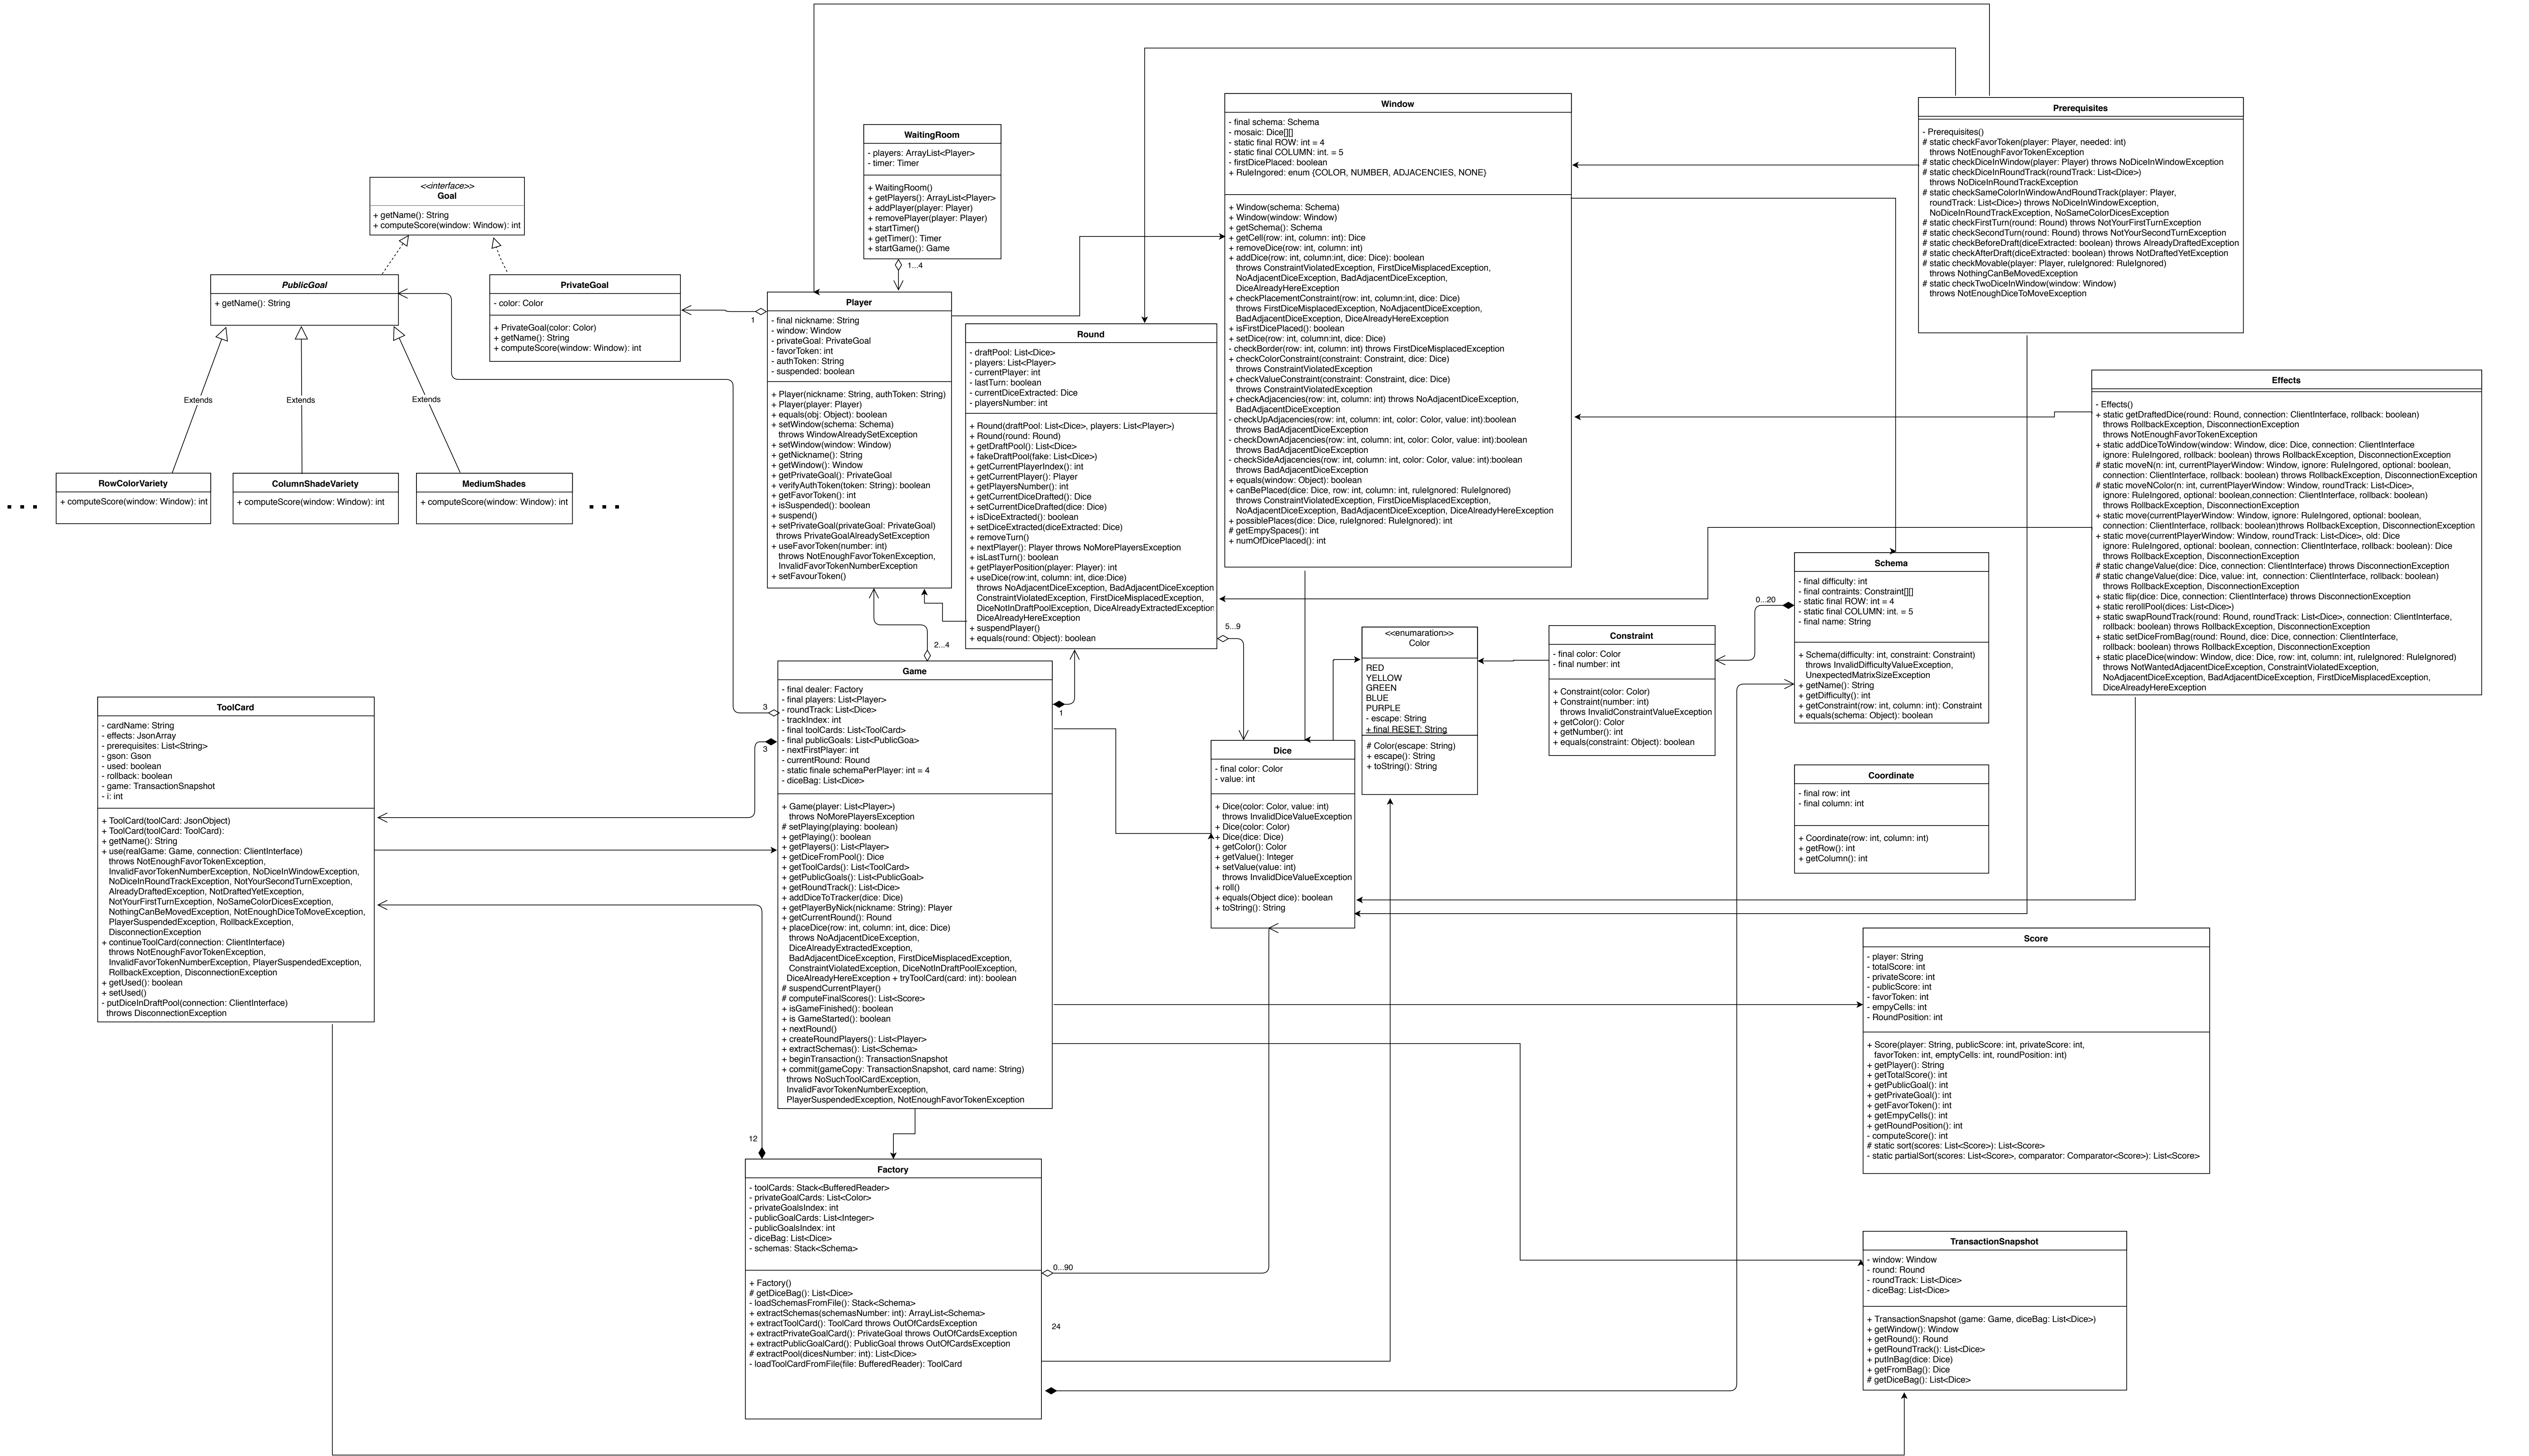 Window
- final schema: Schema
- mosaic: Dice[][]
- static final ROW: int = 4
- static final COLUMN: int. = 5
- firstDicePlaced: boolean
+ RuleIngored: enum {COLOR, NUMBER, ADJACENCIES, NONE}
+ Window(schema: Schema)
+ Window(window: Window)
+ getSchema(): Schema
+ getCell(row: int, column: int): Dice
+ removeDice(row: int, column: int)
+ addDice(row: int, column:int, dice: Dice): boolean
throws ConstraintViolatedException, FirstDiceMisplacedException,
NoAdjacentDiceException, BadAdjacentDiceException,
DiceAlreadyHereException
+ checkPlacementConstraint(row: int, column:int, dice: Dice)
throws FirstDiceMisplacedException, NoAdjacentDiceException,
BadAdjacentDiceException, DiceAlreadyHereException
+ isFirstDicePlaced(): boolean
+ setDice(row: int, column: int, dice: Dice)
- checkBorder(row: int, column: int) throws FirstDiceMisplacedException
+ checkColorConstraint(constraint: Constraint, dice: Dice)
throws ConstraintViolatedException
+ checkValueConstraint(constraint: Constraint, dice: Dice)
throws ConstraintViolatedException
+ checkAdjacencies(row: int, column: int) throws NoAdjacentDiceException,
BadAdjacentDiceException
- checkUpAdjacencies(row: int, column: int, color: Color, value: int):boolean
throws BadAdjacentDiceException
- checkDownAdjacencies(row: int, column: int, color: Color, value: int):boolean
throws BadAdjacentDiceException
- checkSideAdjacencies(row: int, column: int, color: Color, value: int):boolean
throws BadAdjacentDiceException
+ equals(window: Object): boolean
+ canBePlaced(dice: Dice, row: int, column: int, ruleIgnored: RuleIgnored)
throws ConstraintViolatedException, FirstDiceMisplacedException,
NoAdjacentDiceException, BadAdjacentDiceException, DiceAlreadyHereException
+ possiblePlaces(dice: Dice, ruleIgnored: RuleIgnored): int
# getEmpySpaces(): int
+ numOfDicePlaced(): int
Prerequisites
- Prerequisites()
# static checkFavorToken(player: Player, needed: int)
throws NotEnoughFavorTokenException
# static checkDiceInWindow(player: Player) throws NoDiceInWindowException
# static checkDiceInRoundTrack(roundTrack: List<Dice>)
throws NoDiceInRoundTrackException
# static checkSameColorInWindowAndRoundTrack(player: Player,
roundTrack: List<Dice>) throws NoDiceInWindowException,
NoDiceInRoundTrackException, NoSameColorDicesException
# static checkFirstTurn(round: Round) throws NotYourFirstTurnException
# static checkSecondTurn(round: Round) throws NotYourSecondTurnException
# static checkBeforeDraft(diceExtracted: boolean) throws AlreadyDraftedException
# static checkAfterDraft(diceExtracted: boolean) throws NotDraftedYetException
# static checkMovable(player: Player, ruleIgnored: RuleIgnored)
throws NothingCanBeMovedException
# static checkTwoDiceInWindow(window: Window)
throws NotEnoughDiceToMoveException
WaitingRoom
- players: ArrayList<Player>
- timer: Timer
+ WaitingRoom()
+ getPlayers(): ArrayList<Player>
+ addPlayer(player: Player)
+ removePlayer(player: Player)
+ startTimer()
+ getTimer(): Timer
+ startGame(): Game
1...4
<<interface>>
Goal
+ getName(): String
+ computeScore(window: Window): int
PublicGoal
+ getName(): String
PrivateGoal
- color: Color
+ PrivateGoal(color: Color)
+ getName(): String
+ computeScore(window: Window): int
1
Player
- final nickname: String
- window: Window
- privateGoal: PrivateGoal
- favorToken: int
- authToken: String
- suspended: boolean
+ Player(nickname: String, authToken: String)
+ Player(player: Player)
+ equals(obj: Object): boolean
+ setWindow(schema: Schema)
throws WindowAlreadySetException
+ setWindow(window: Window)
+ getNickname(): String
+ getWindow(): Window
+ getPrivateGoal(): PrivateGoal
+ verifyAuthToken(token: String): boolean
+ getFavorToken(): int
+ isSuspended(): boolean
+ suspend()
+ setPrivateGoal(privateGoal: PrivateGoal)
throws PrivateGoalAlreadySetException
+ useFavorToken(number: int)
throws NotEnoughFavorTokenException,
InvalidFavorTokenNumberException
+ setFavourToken()
Round
- draftPool: List<Dice>
- players: List<Player>
- currentPlayer: int
- lastTurn: boolean
- currentDiceExtracted: Dice
- playersNumber: int
+ Round(draftPool: List<Dice>, players: List<Player>)
+ Round(round: Round)
+ getDraftPool(): List<Dice>
+ fakeDraftPool(fake: List<Dice>)
+ getCurrentPlayerIndex(): int
+ getCurrentPlayer(): Player
+ getPlayersNumber(): int
+ getCurrentDiceDrafted(): Dice
+ setCurrentDiceDrafted(dice: Dice)
+ isDiceExtracted(): boolean
+ setDiceExtracted(diceExtracted: Dice)
+ removeTurn()
+ nextPlayer(): Player throws NoMorePlayersException
+ isLastTurn(): boolean
+ getPlayerPosition(player: Player): int
+ useDice(row:int, column: int, dice:Dice)
throws NoAdjacentDiceException, BadAdjacentDiceException
ConstraintViolatedException, FirstDiceMisplacedException,
DiceNotInDraftPoolException, DiceAlreadyExtractedException
DiceAlreadyHereException
+ suspendPlayer()
+ equals(round: Object): boolean
Extends
Extends
Extends
RowColorVariety
+ computeScore(window: Window): int
ColumnShadeVariety
+ computeScore(window: Window): int
MediumShades
+ computeScore(window: Window): int
. . .
. . .
Effects
- Effects()
+ static getDraftedDice(round: Round, connection: ClientInterface, rollback: boolean)
throws RollbackException, DisconnectionException
throws NotEnoughFavorTokenException
+ static addDiceToWindow(window: Window, dice: Dice, connection: ClientInterface
ignore: RuleIngored, rollback: boolean) throws RollbackException, DisconnectionException
# static moveN(n: int, currentPlayerWindow: Window, ignore: RuleIngored, optional: boolean,
connection: ClientInterface, rollback: boolean) throws RollbackException, DisconnectionException
# static moveNColor(n: int, currentPlayerWindow: Window, roundTrack: List<Dice>,
ignore: RuleIngored, optional: boolean,connection: ClientInterface, rollback: boolean)
throws RollbackException, DisconnectionException
+ static move(currentPlayerWindow: Window, ignore: RuleIngored, optional: boolean,
connection: ClientInterface, rollback: boolean)throws RollbackException, DisconnectionException
+ static move(currentPlayerWindow: Window, roundTrack: List<Dice>, old: Dice
ignore: RuleIngored, optional: boolean, connection: ClientInterface, rollback: boolean): Dice
throws RollbackException, DisconnectionException
# static changeValue(dice: Dice, connection: ClientInterface) throws DisconnectionException
# static changeValue(dice: Dice, value: int,  connection: ClientInterface, rollback: boolean)
throws RollbackException, DisconnectionException
+ static flip(dice: Dice, connection: ClientInterface) throws DisconnectionException
+ static rerollPool(dices: List<Dice>)
+ static swapRoundTrack(round: Round, roundTrack: List<Dice>, connection: ClientInterface,
rollback: boolean) throws RollbackException, DisconnectionException
+ static setDiceFromBag(round: Round, dice: Dice, connection: ClientInterface,
rollback: boolean) throws RollbackException, DisconnectionException
+ static placeDice(window: Window, dice: Dice, row: int, column: int, ruleIgnored: RuleIgnored)
throws NotWantedAdjacentDiceException, ConstraintViolatedException,
NoAdjacentDiceException, BadAdjacentDiceException, FirstDiceMisplacedException,
DiceAlreadyHereException
Schema
- final difficulty: int
- final contraints: Constraint[][]
- static final ROW: int = 4
- static final COLUMN: int. = 5
- final name: String
+ Schema(difficulty: int, constraint: Constraint)
throws InvalidDifficultyValueException,
UnexpectedMatrixSizeException
+ getName(): String
+ getDifficulty(): int
+ getConstraint(row: int, column: int): Constraint
+ equals(schema: Object): boolean
0...20
Constraint
- final color: Color
- final number: int
+ Constraint(color: Color)
+ Constraint(number: int)
throws InvalidConstraintValueException
+ getColor(): Color
+ getNumber(): int
+ equals(constraint: Object): boolean
<<enumaration>>
Color
RED
YELLOW
GREEN
BLUE
PURPLE
- escape: String
+ final RESET: String
# Color(escape: String)
+ escape(): String
+ toString(): String
5...9
2...4
Game
- final dealer: Factory
- final players: List<Player>
- roundTrack: List<Dice>
- trackIndex: int
- final toolCards: List<ToolCard>
- final publicGoals: List<PublicGoa>
- nextFirstPlayer: int
- currentRound: Round
- static finale schemaPerPlayer: int = 4
- diceBag: List<Dice>
+ Game(player: List<Player>)
throws NoMorePlayersException
# setPlaying(playing: boolean)
+ getPlaying(): boolean
+ getPlayers(): List<Player>
+ getDiceFromPool: Dice
+ getToolCards(): List<ToolCard>
+ getPublicGoals(): List<PublicGoal>
+ getRoundTrack(): List<Dice>
+ addDiceToTracker(dice: Dice)
+ getPlayerByNick(nickname: String): Player
+ getCurrentRound(): Round
+ placeDice(row: int, column: int, dice: Dice)
throws NoAdjacentDiceException,
DiceAlreadyExtractedException,
BadAdjacentDiceException, FirstDiceMisplacedException,
ConstraintViolatedException, DiceNotInDraftPoolException,
DiceAlreadyHereException + tryToolCard(card: int): boolean
# suspendCurrentPlayer()
# computeFinalScores(): List<Score>
+ isGameFinished(): boolean
+ is GameStarted(): boolean
+ nextRound()
+ createRoundPlayers(): List<Player>
+ extractSchemas(): List<Schema>
+ beginTransaction(): TransactionSnapshot
+ commit(gameCopy: TransactionSnapshot, card name: String)
throws NoSuchToolCardException,
InvalidFavorTokenNumberException,
PlayerSuspendedException, NotEnoughFavorTokenException
3
3
1
ToolCard
- cardName: String
- effects: JsonArray
- prerequisites: List<String>
- gson: Gson
- used: boolean
- rollback: boolean
- game: TransactionSnapshot
- i: int
+ ToolCard(toolCard: JsonObject)
+ ToolCard(toolCard: ToolCard):
+ getName(): String
+ use(realGame: Game, connection: ClientInterface)
throws NotEnoughFavorTokenException,
InvalidFavorTokenNumberException, NoDiceInWindowException,
NoDiceInRoundTrackException, NotYourSecondTurnException,
AlreadyDraftedException, NotDraftedYetException,
NotYourFirstTurnException, NoSameColorDicesException,
NothingCanBeMovedException, NotEnoughDiceToMoveException,
PlayerSuspendedException, RollbackException,
DisconnectionException
+ continueToolCard(connection: ClientInterface)
throws NotEnoughFavorTokenException,
InvalidFavorTokenNumberException, PlayerSuspendedException,
RollbackException, DisconnectionException
+ getUsed(): boolean
+ setUsed()
- putDiceInDraftPool(connection: ClientInterface)
throws DisconnectionException
Dice
- final color: Color
- value: int
+ Dice(color: Color, value: int)
throws InvalidDiceValueException
+ Dice(color: Color)
+ Dice(dice: Dice)
+ getColor(): Color
+ getValue(): Integer
+ setValue(value: int)
throws InvalidDiceValueException
+ roll()
+ equals(Object dice): boolean
+ toString(): String
Coordinate
- final row: int
- final column: int
+ Coordinate(row: int, column: int)
+ getRow(): int
+ getColumn(): int
Score
- player: String
- totalScore: int
- privateScore: int
- publicScore: int
- favorToken: int
- empyCells: int
- RoundPosition: int
+ Score(player: String, publicScore: int, privateScore: int,
favorToken: int, emptyCells: int, roundPosition: int)
+ getPlayer(): String
+ getTotalScore(): int
+ getPublicGoal(): int
+ getPrivateGoal(): int
+ getFavorToken(): int
+ getEmpyCells(): int
+ getRoundPosition(): int
- computeScore(): int
# static sort(scores: List<Score>): List<Score>
- static partialSort(scores: List<Score>, comparator: Comparator<Score>): List<Score>
12
Factory
- toolCards: Stack<BufferedReader>
- privateGoalCards: List<Color>
- privateGoalsIndex: int
- publicGoalCards: List<Integer>
- publicGoalsIndex: int
- diceBag: List<Dice>
- schemas: Stack<Schema>
+ Factory()
# getDiceBag(): List<Dice>
- loadSchemasFromFile(): Stack<Schema>
+ extractSchemas(schemasNumber: int): ArrayList<Schema>
+ extractToolCard(): ToolCard throws OutOfCardsException
+ extractPrivateGoalCard(): PrivateGoal throws OutOfCardsException
+ extractPublicGoalCard(): PublicGoal throws OutOfCardsException
# extractPool(dicesNumber: int): List<Dice>
- loadToolCardFromFile(file: BufferedReader): ToolCard
0...90
24
TransactionSnapshot
- window: Window
- round: Round
- roundTrack: List<Dice>
- diceBag: List<Dice>
+ TransactionSnapshot (game: Game, diceBag: List<Dice>)
+ getWindow(): Window
+ getRound(): Round
+ getRoundTrack(): List<Dice>
+ putInBag(dice: Dice)
+ getFromBag(): Dice
# getDiceBag(): List<Dice>